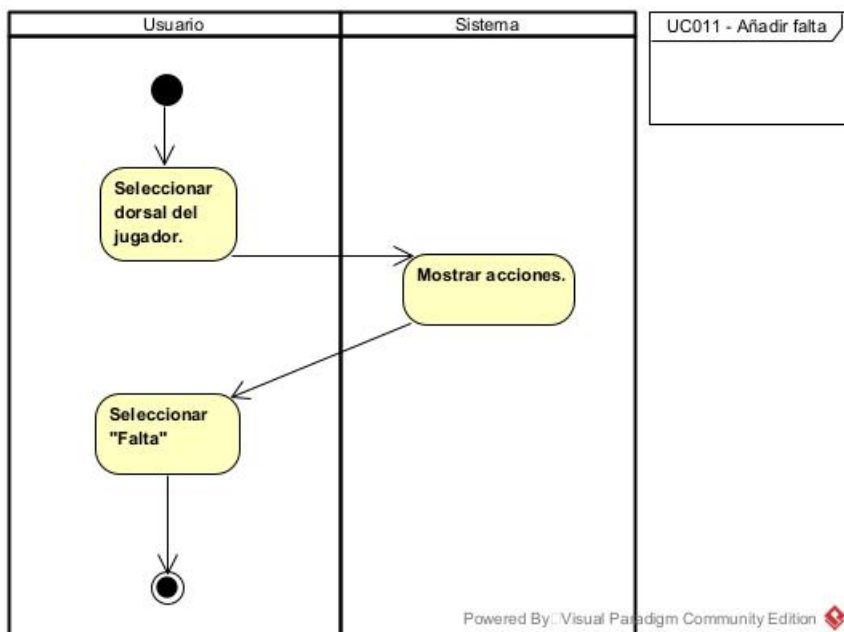 Usuario
Sistema
UC011 - Añadir falta
Seleccionar
dorsal del
jugador.
Mostrar acciones.
Seleccionar
"Falta"
Powered By Visual Paradigm Community Edition